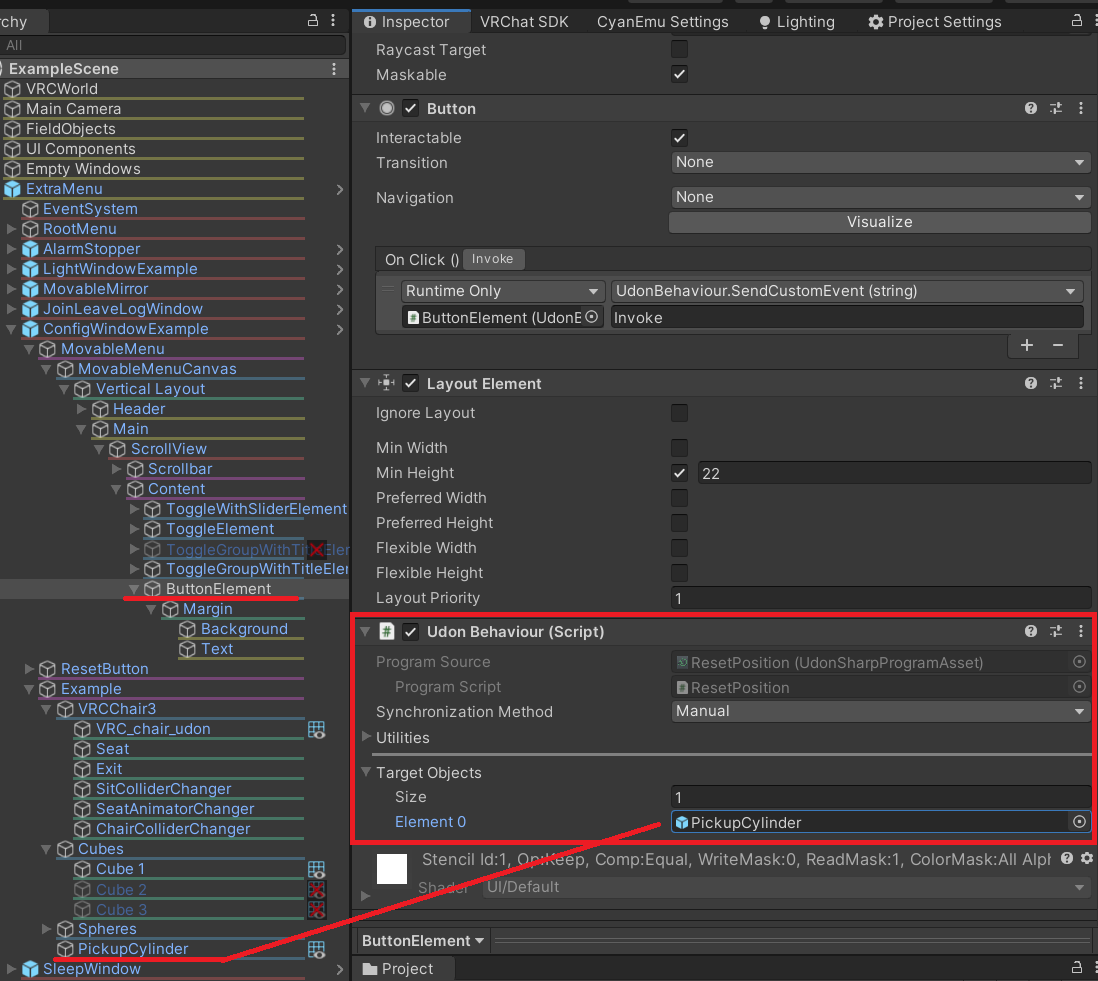 rchy
All
ExampleScene
VRCWorld
Main Camera
FieldObjects
UI Components
Empty Windows
ExtraMenu
EventSystem
RootMenu
AlarmStopper
LightWindowExample
MovableMirror
JoinLeaveLogWindow
ConfigWindowExample
MovableMenu
MovableMenuCanvas
Vertical Layout
Header
Main
ScrollView
Scrollbar
Content
ToggleWithSliderElement
ToggleElement
ToggleGroupWithTitleEler
ToggleGroupWithTitleEler
ButtonElement
Margin
Background
Text
ResetButton
Example
VRCChair3
VRC_chair_udon
Seat
Exit
SitColliderChanger
SeatAnimatorChanger
ChairColliderChanger
Cubes
Cube 1
Cube 2
Cube 3
Spheres
PickupCylinder
SleepWindow
Inspector VRChat SDK CyanEmu Settings Lighting Project Settings
Raycast Target
Maskable
Button
Interactable
Transition None
Navigation None
Visualize
On Click () Invoke
Runtime Only UdonBehaviour.SendCustomEvent (string)
ButtonElement (UdonE Invoke
Layout Element
Ignore Layout
Min Width
Min Height 22
Preferred Width
Preferred Height
Flexible Width
Flexible Height
Layout Priority 1
Udon Behaviour (Script)
Program Source ResetPosition (UdonSharpProgramAsset)
Program Script ResetPosition
Synchronization Method Manual
Utilities
Target Objects
Size 1
Element 0 PickupCylinder
Stencil Id:1, Op:Keep, Comp:Equal, WriteMask:0, ReadMask:1, ColorMask:All Alph
Shader UI/Default
ButtonElement
Project